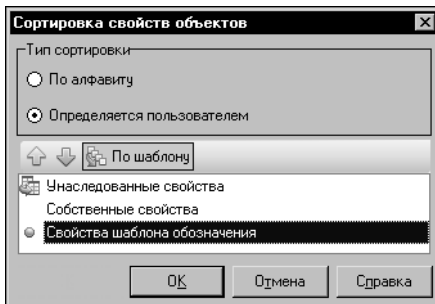 Сортировка свойств объектов
Тип сортировки
По алфавиту
Определяется пользователем
По шаблону
Унаследованные свойства
Собственные свойства
Свойства шаблона обозначения
OK
Отмена
Справка